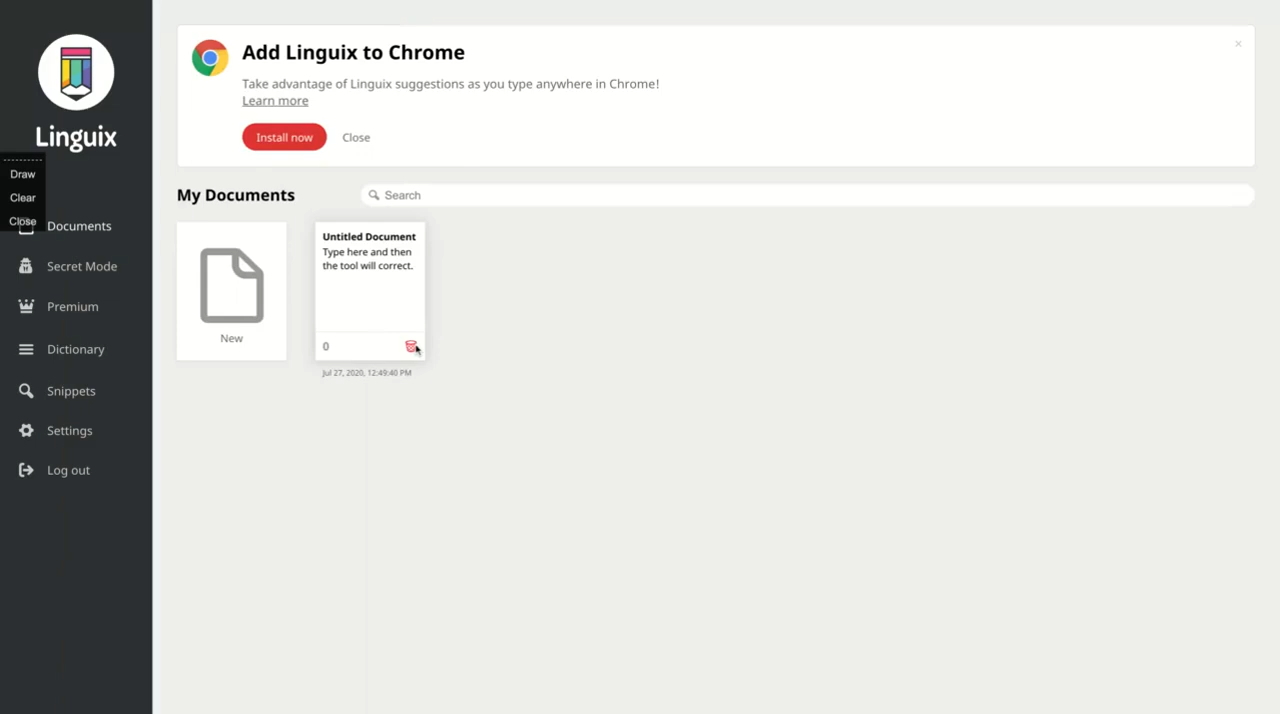 Linguix
Draw
Clear
Close
Documents
Secret Mode
Premium
Dictionary
Snippets
Settings
Log out
Add Linguix to Chrome
×
Take advantage of Linguix suggestions as you type anywhere in Chrome!
Learn more
Install now
Close
My Documents
Search
New
Untitled Document
Type here and then
the tool will correct.
0
Jul 27, 2020, 12:49:40 PM